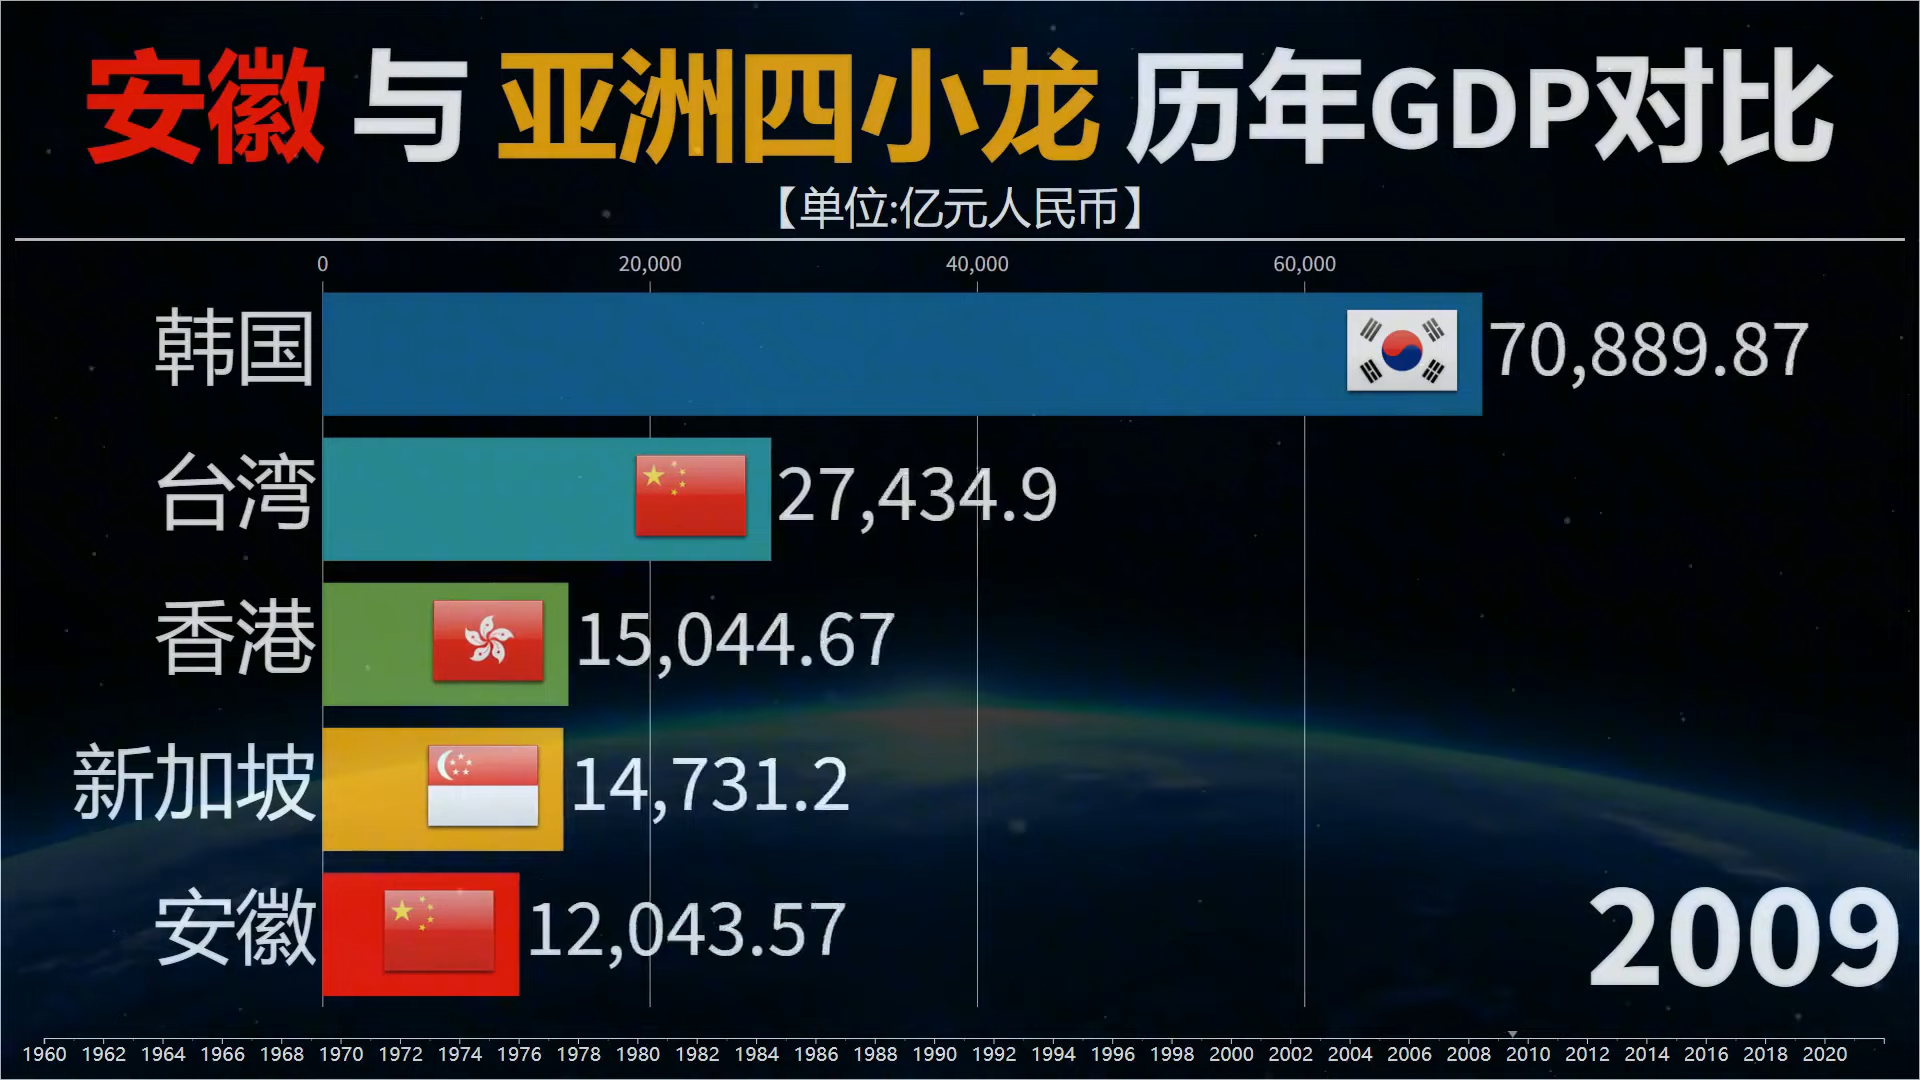 安徽 与 亚洲四小龙 历年GDP对比
【单位:亿元人民币】
0 20,000 40,000 60,000
韩国 70,889.87
台湾 27,434.9
香港 15,044.67
新加坡 14,731.2
安徽 12,043.57
2009
1960 1962 1964 1966 1968 1970 1972 1974 1976 1978 1980 1982 1984 1986 1988 1990 1992 1994 1996 1998 2000 2002 2004 2006 2008 2010 2012 2014 2016 2018 2020